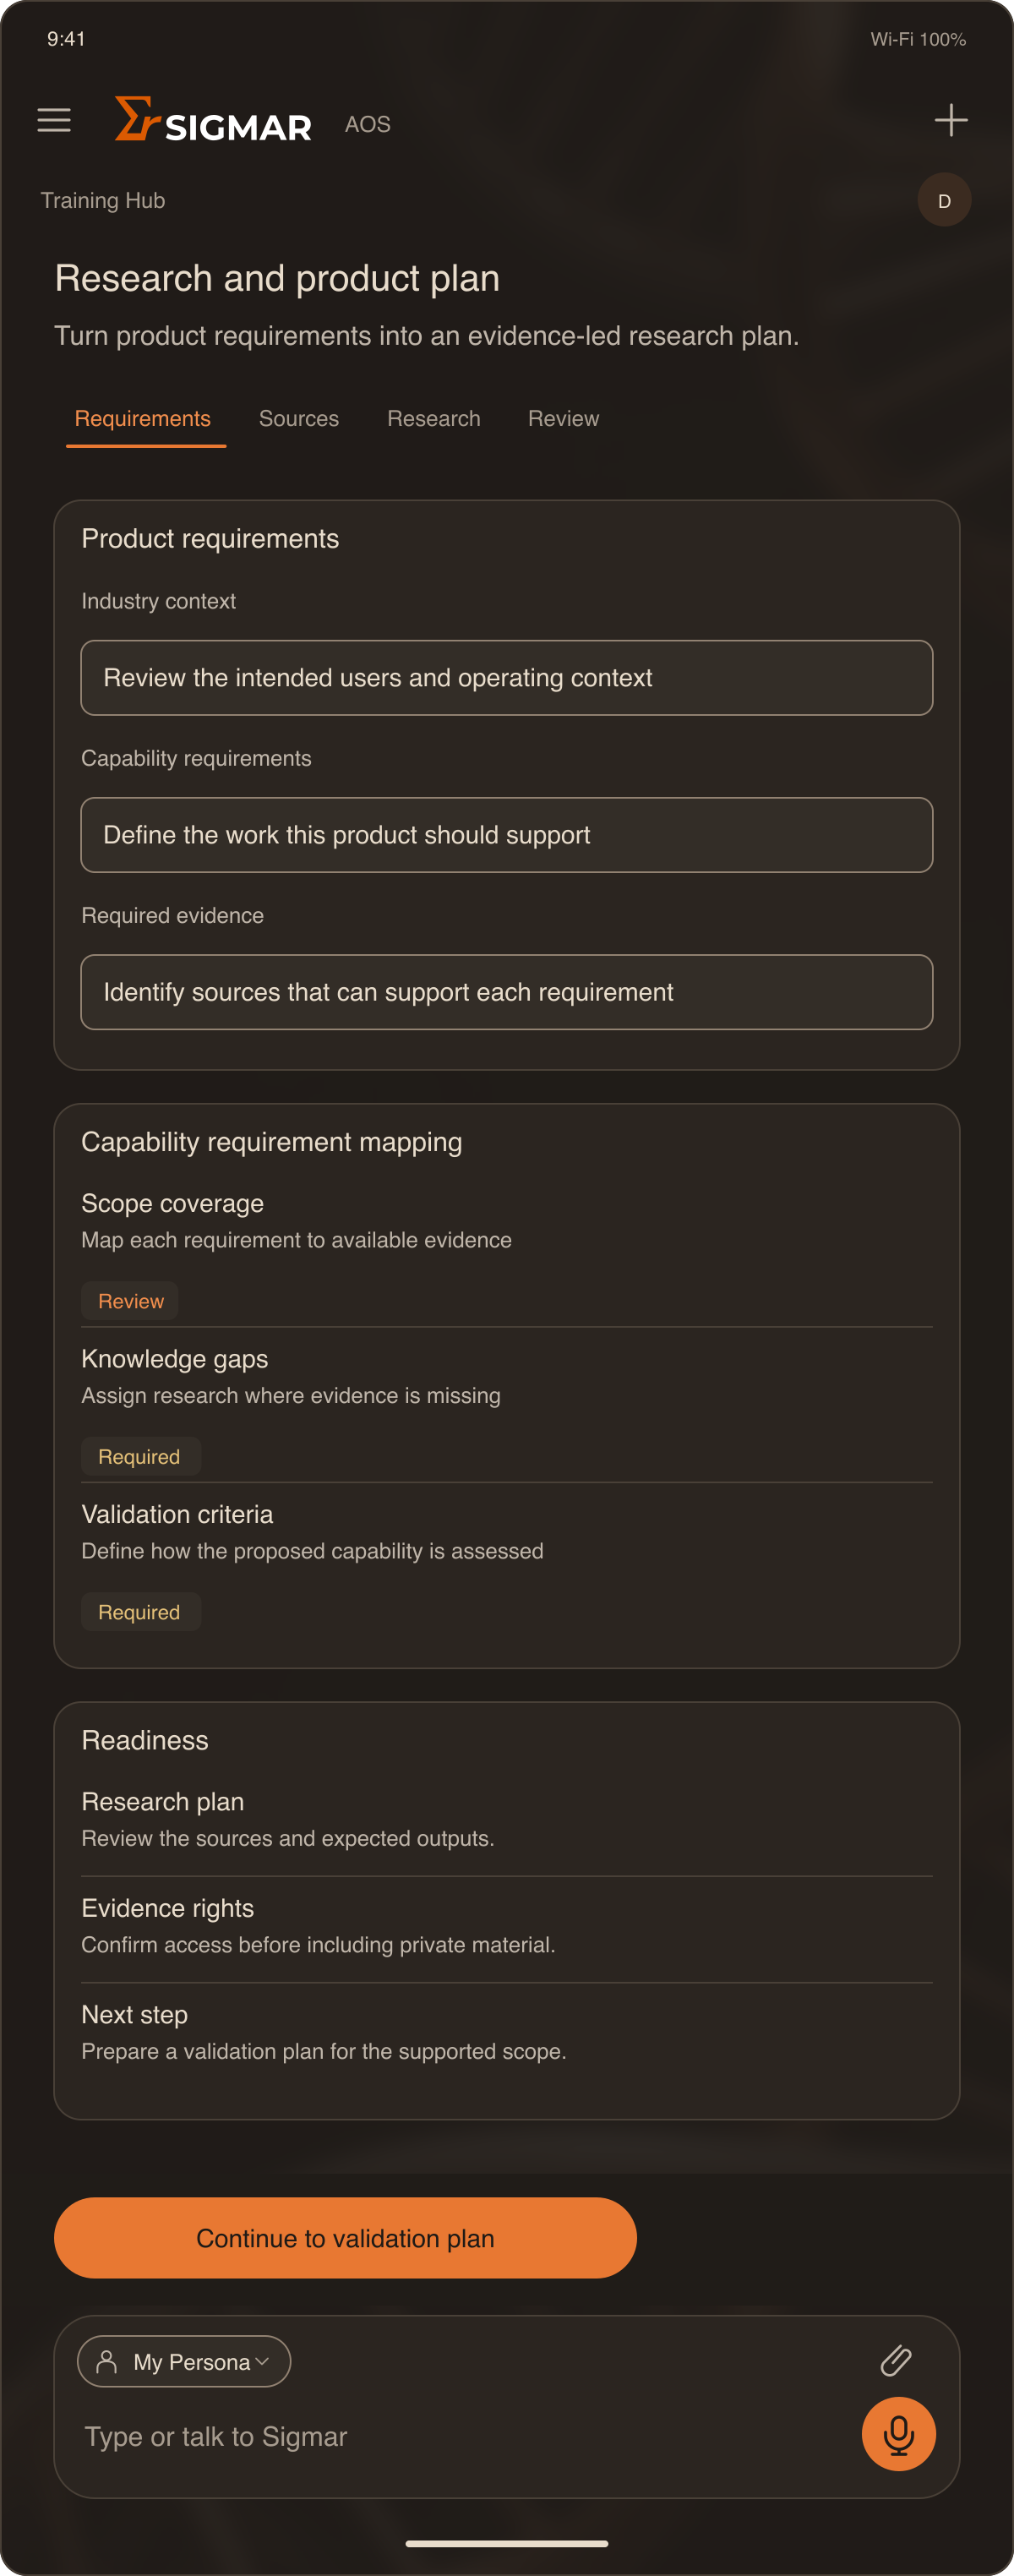 9:41
Wi-Fi 100%
Σr SIGMAR AOS
Training Hub
D
Research and product plan
Turn product requirements into an evidence-led research plan.
Requirements Sources Research Review
Product requirements
Industry context
Review the intended users and operating context
Capability requirements
Define the work this product should support
Required evidence
Identify sources that can support each requirement
Capability requirement mapping
Scope coverage
Map each requirement to available evidence
Review
Knowledge gaps
Assign research where evidence is missing
Required
Validation criteria
Define how the proposed capability is assessed
Required
Readiness
Research plan
Review the sources and expected outputs.
Evidence rights
Confirm access before including private material.
Next step
Prepare a validation plan for the supported scope.
Continue to validation plan
My Persona
Type or talk to Sigmar